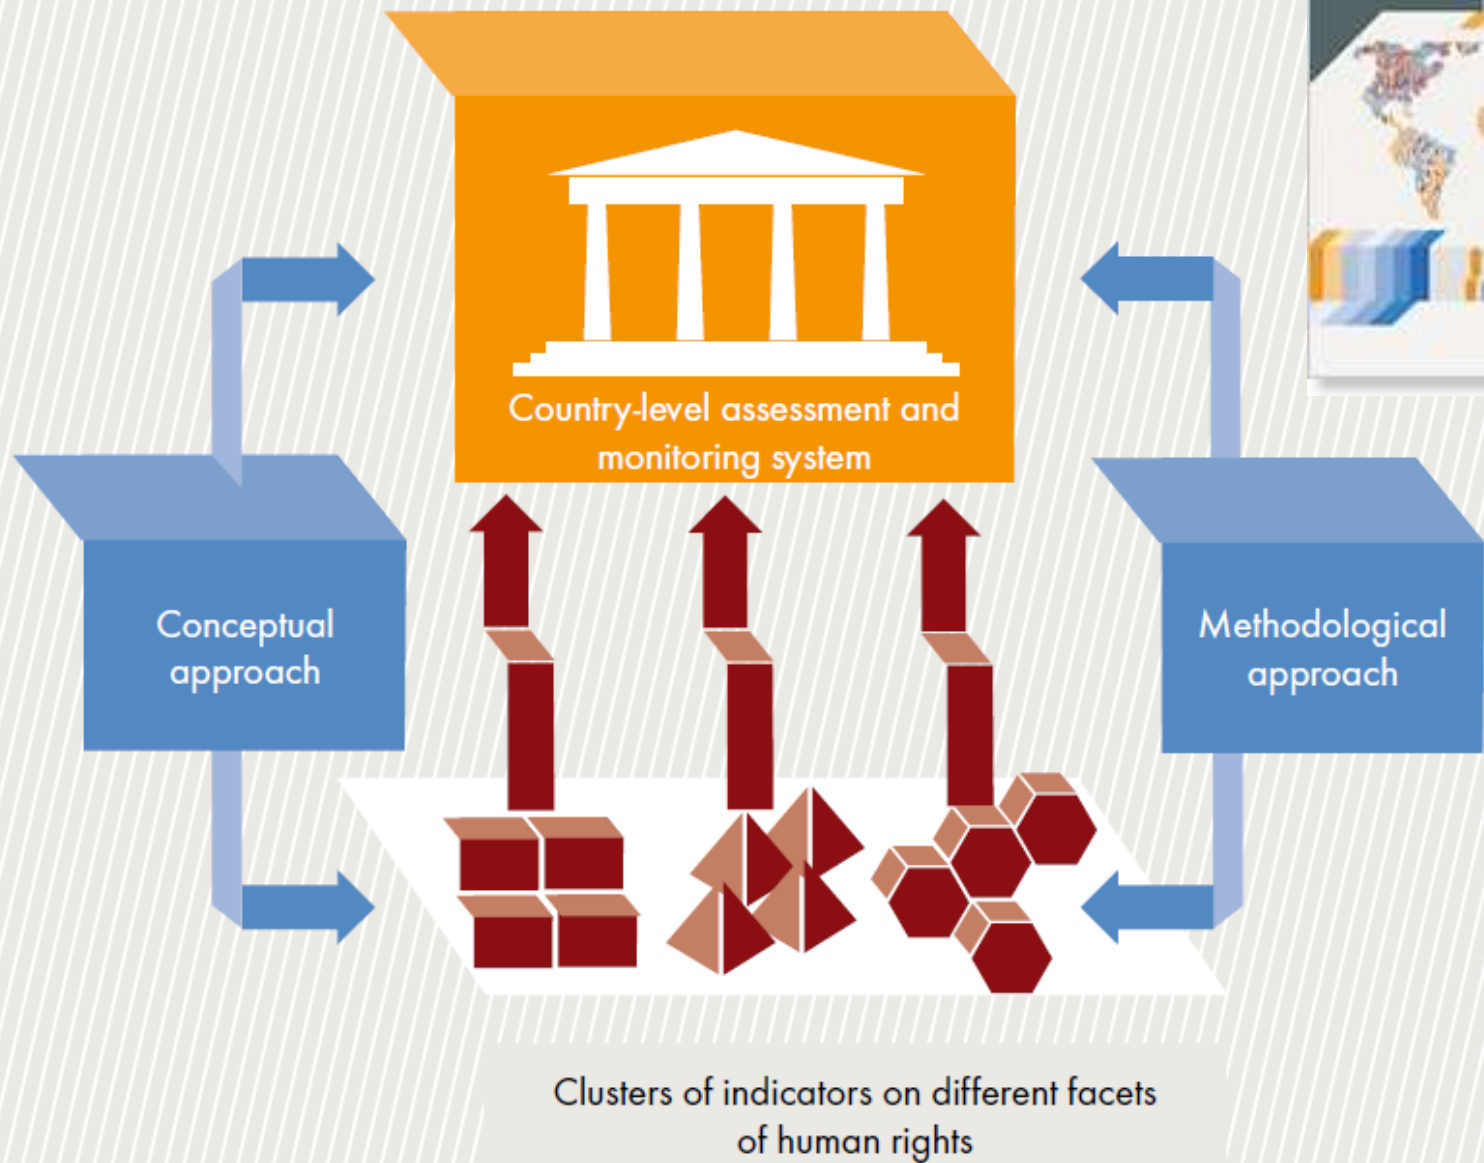 Country-level assessment and
monitoring system
Conceptual
approach
Methodological
approach
Clusters of indicators on different facets
of human rights